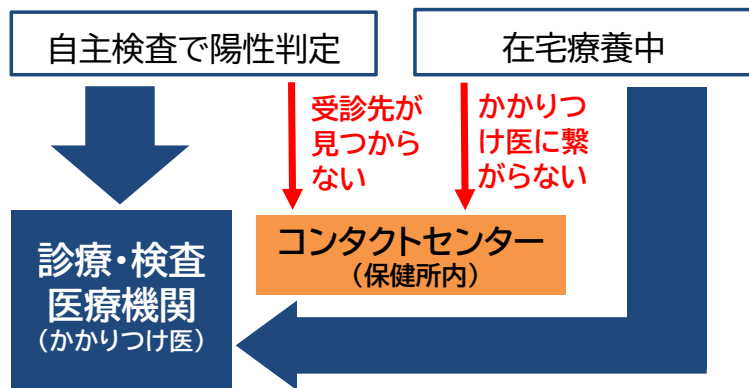 自主検査で陽性判定
在宅療養中
受診先が
見つから
ない
かかりつ
け医に繋
がらない
コンタクトセンター
（保健所内）
診療・検査
医療機関
（かかりつけ医）